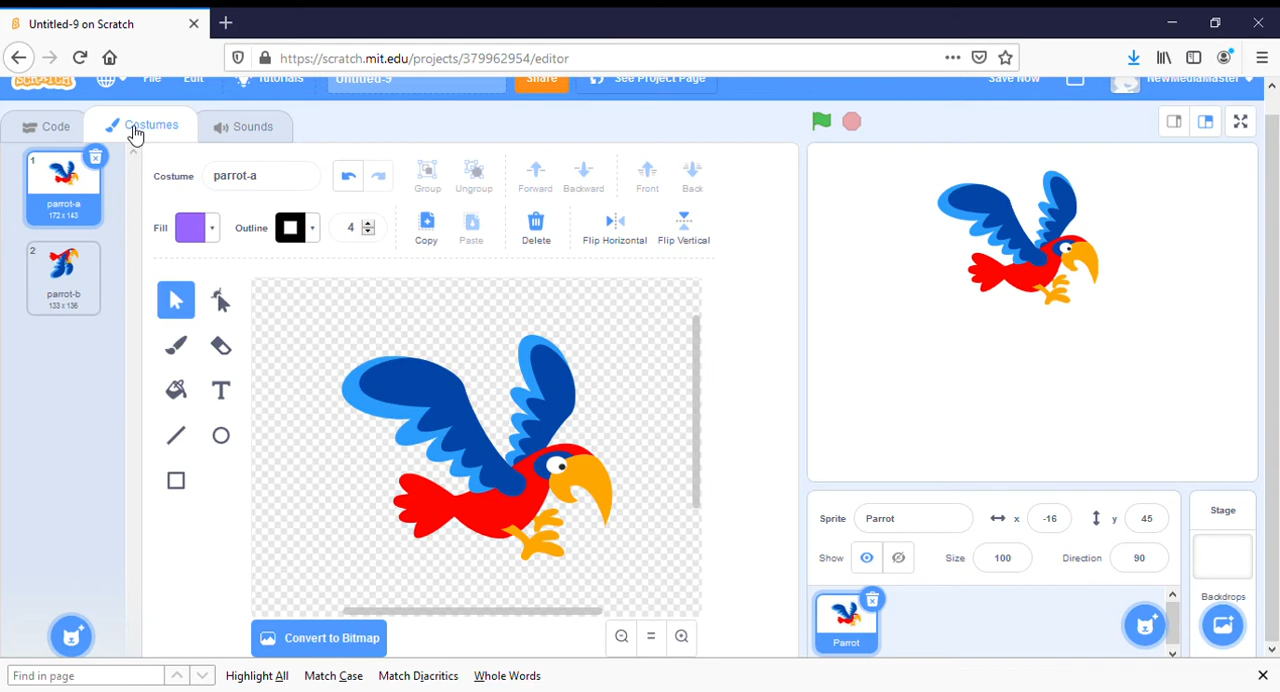 Untitled-9 on Scratch
https://scratch.mit.edu/projects/379962954/editor
SCRATCH File Edit Tutorials Untitled-9 Share See Project Page Save Now NewMediaMaster
Code Costumes Sounds
1
parrot-a
172 x 143
2
parrot-b
133 x 136
Costume parrot-a Group Ungroup Forward Backward Front Back
Fill Outline 4 Copy Paste Delete Flip Horizontal Flip Vertical
T
Convert to Bitmap
Sprite Parrot x -16 y 45
Show Size 100 Direction 90
Parrot
Stage
Backdrops
Find in page Highlight All Match Case Match Diacritics Whole Words